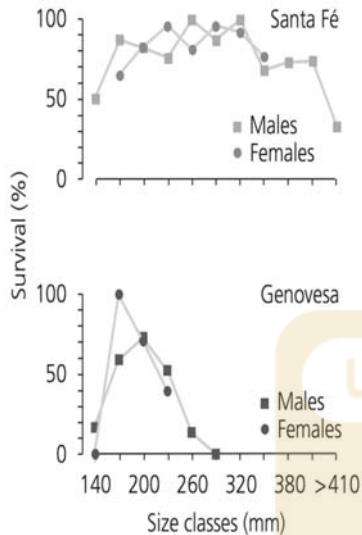 Santa Fé
100
50
0
Males
Females
Survival (%)
Genovesa
100
50
0
Males
Females
140 200 260 320 380 >410
Size classes (mm)